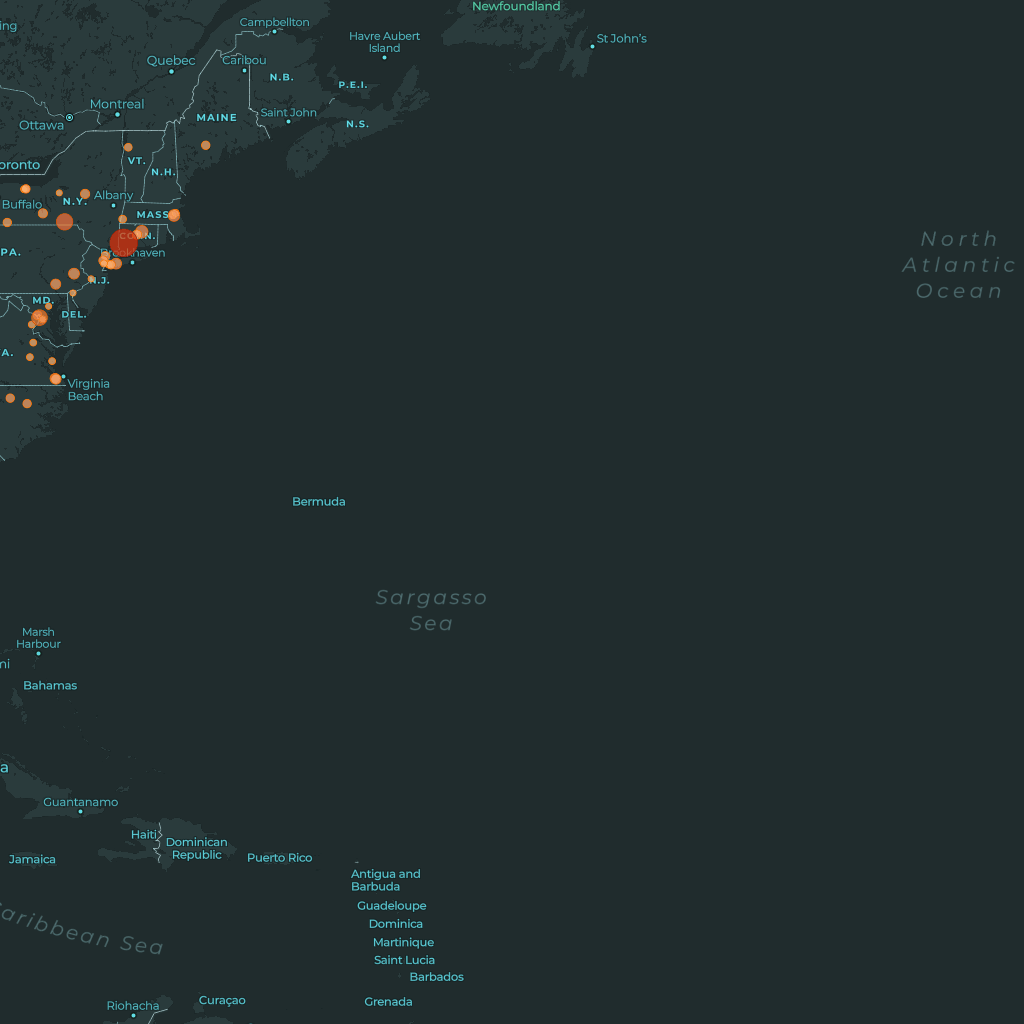 Newfoundland
ing
Campbellton
Havre Aubert
Island
St John's
Quebec
Caribou
N.B.
P.E.I.
Montreal
Saint John
MAINE
N.S.
Ottawa
oronto
VT.
N.H.
Albany
N.Y.
Buffalo
MASS
North
Atlantic
Ocean
PA.
Brookhaven
N.J.
MD.
DEL.
A.
Virginia
Beach
Bermuda
Sargasso
Sea
Marsh
Harbour
mi
Bahamas
a
Guantanamo
Haiti
Dominican
Republic
Puerto Rico
Jamaica
Antigua and
Barbuda
Guadeloupe
Dominica
Caribbean Sea
Martinique
Saint Lucia
Barbados
Curaçao
Grenada
Riohacha